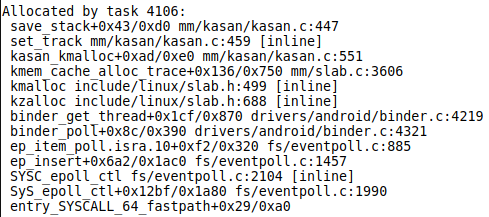 Allocated by task 4106:
save_stack+0x43/0xd0 mm/kasan/kasan.c:447
set_track mm/kasan/kasan.c:459 [inline]
kasan_kmalloc+0xad/0xe0 mm/kasan/kasan.c:551
kmem_cache_alloc_trace+0x136/0x750 mm/slab.c:3606
kmalloc include/linux/slab.h:499 [inline]
kzalloc include/linux/slab.h:688 [inline]
binder_get_thread+0x1cf/0x870 drivers/android/binder.c:4219
binder_poll+0x8c/0x390 drivers/android/binder.c:4321
ep_item_poll.isra.10+0xf2/0x320 fs/eventpoll.c:885
ep_insert+0x6a2/0x1ac0 fs/eventpoll.c:1457
SYSC_epoll_ctl fs/eventpoll.c:2104 [inline]
SyS_epoll_ctl+0x12bf/0x1a80 fs/eventpoll.c:1990
entry_SYSCALL_64_fastpath+0x29/0xa0